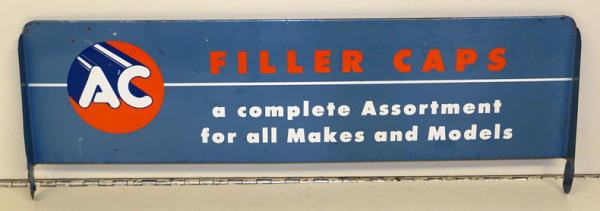 AC
FILLER CAPS
a complete Assortment
for all Makes and Models